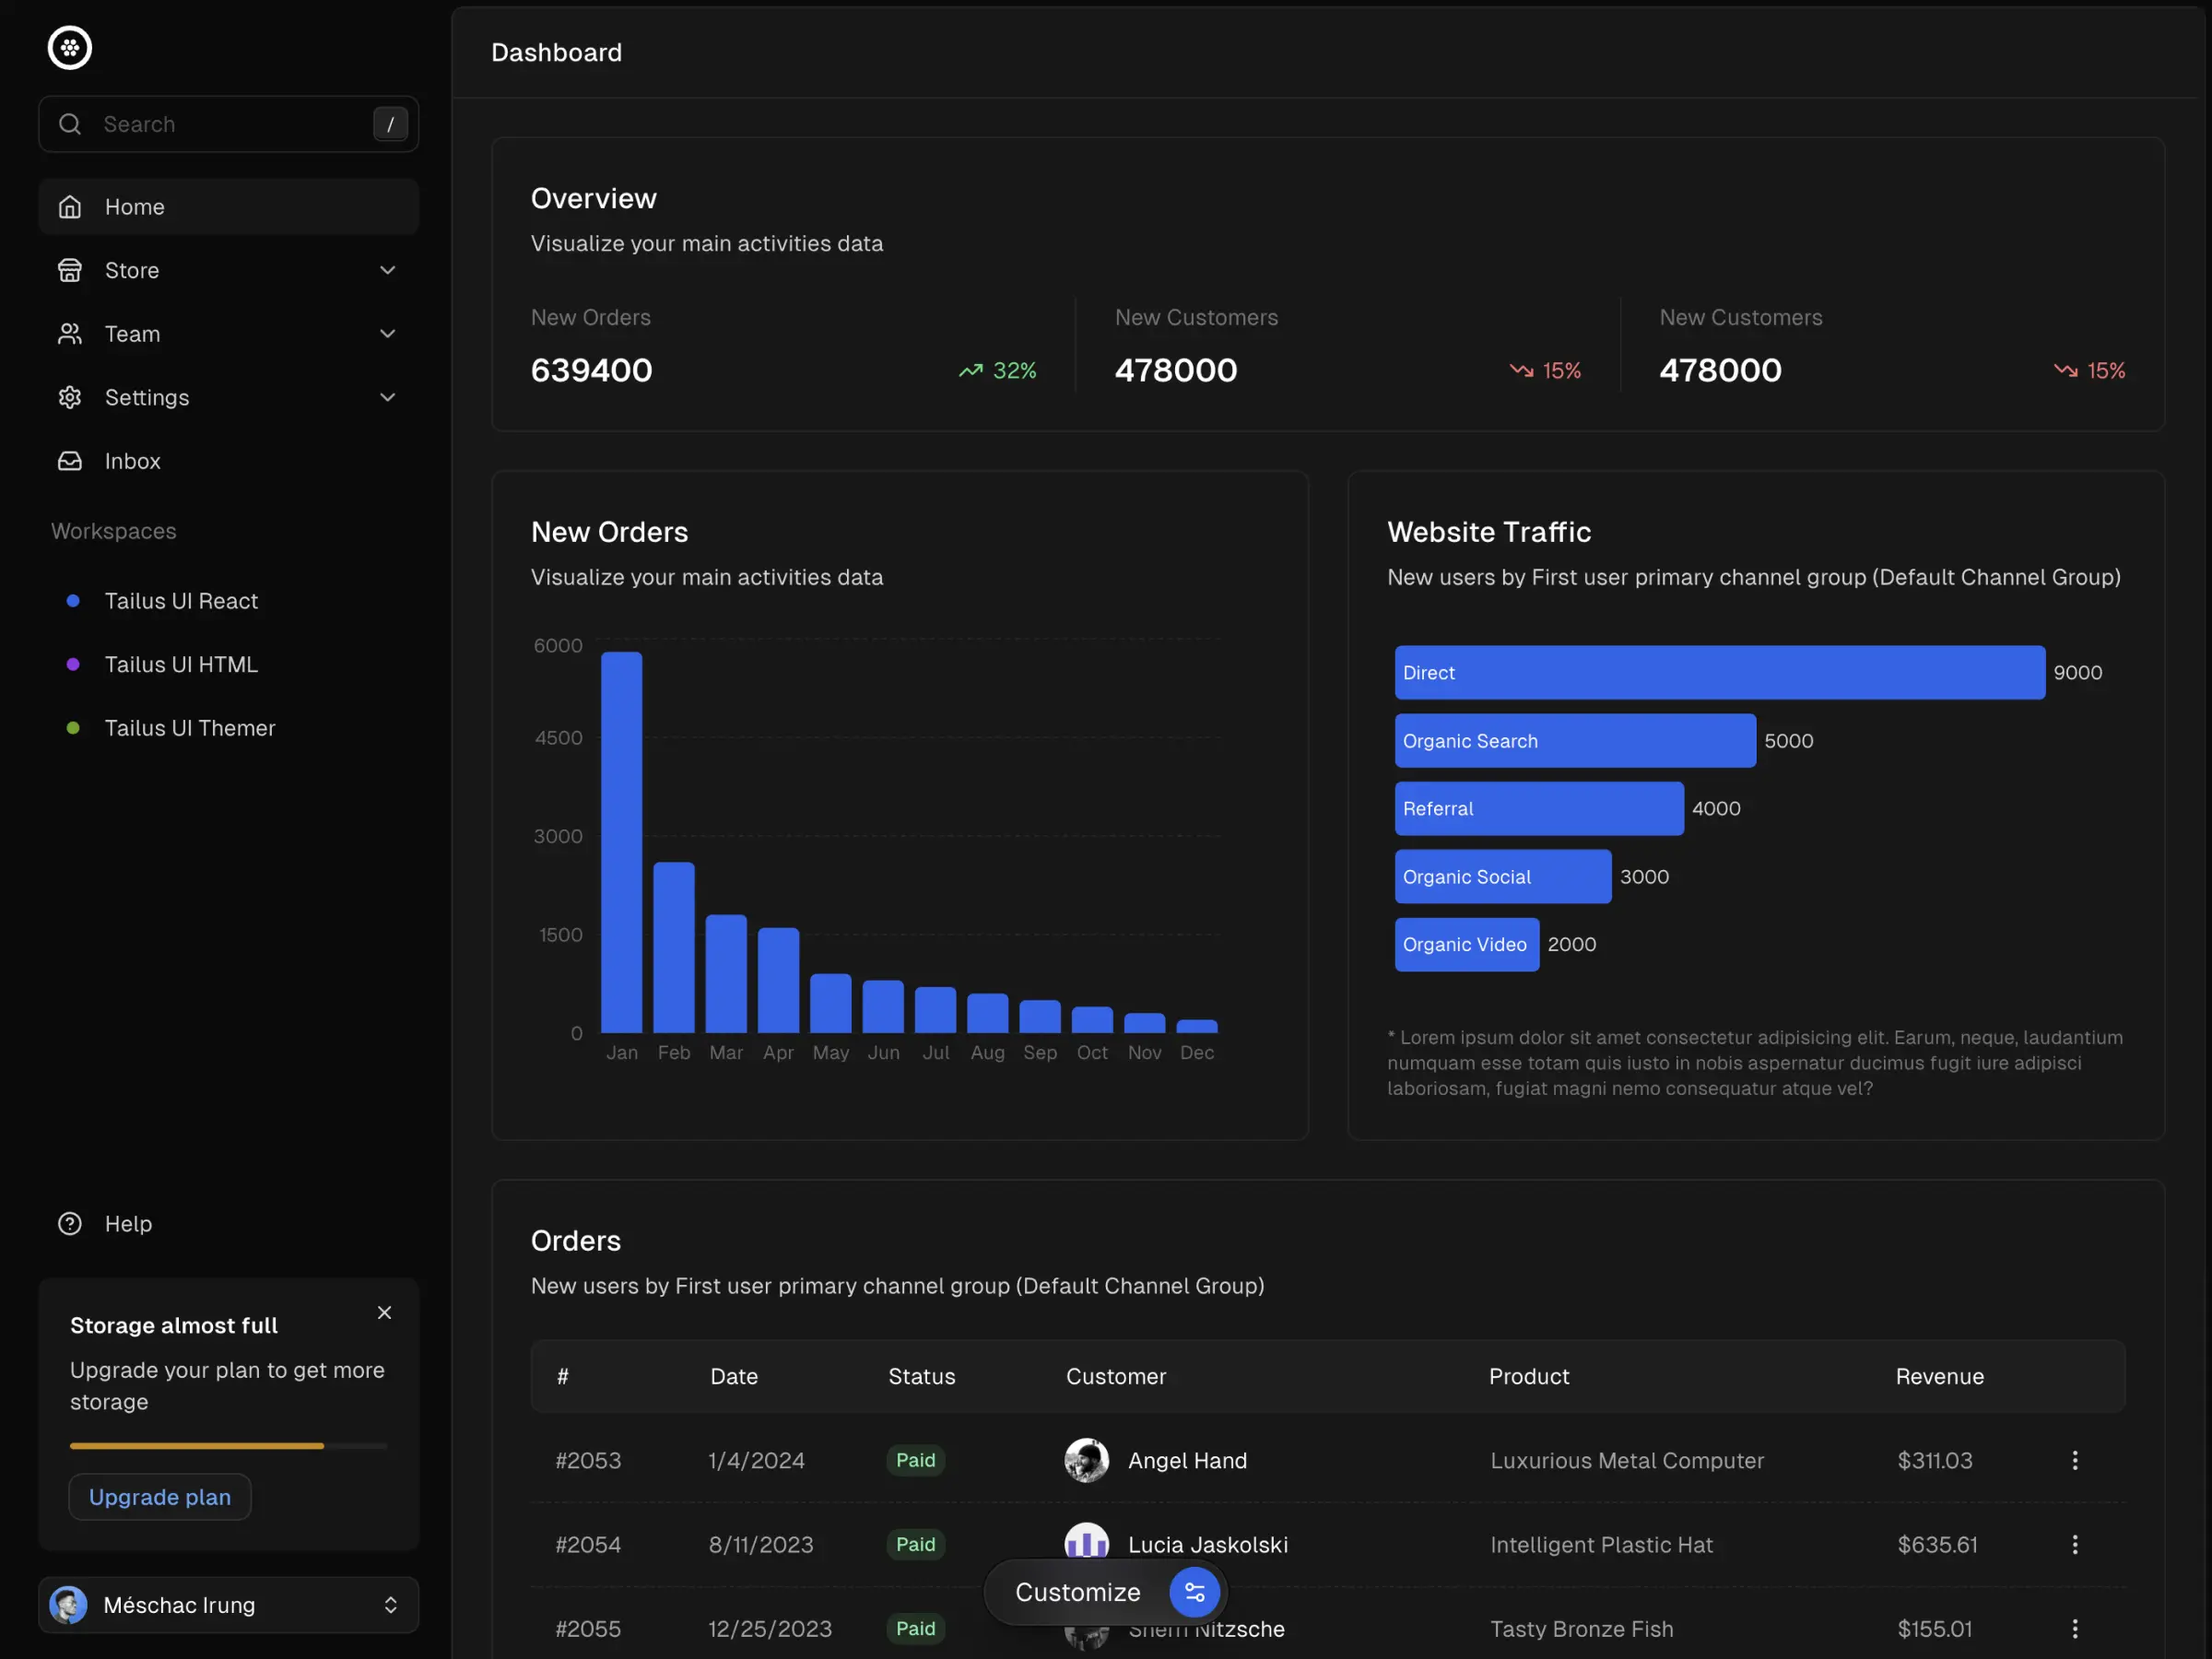 Dashboard
Search
/
Home
Store
Team
Settings
Inbox
Workspaces
Tailus UI React
Tailus UI HTML
Tailus UI Themer
Help
Storage almost full
Upgrade your plan to get more
storage
Upgrade plan
Méschac Irung
Overview
Visualize your main activities data
New Orders
639400
32%
New Customers
478000
15%
New Customers
478000
15%
New Orders
Visualize your main activities data
6000
4500
3000
1500
0
Jan Feb Mar Apr May Jun Jul Aug Sep Oct Nov Dec
Website Traffic
New users by First user primary channel group (Default Channel Group)
Direct 9000
Organic Search 5000
Referral 4000
Organic Social 3000
Organic Video 2000
* Lorem ipsum dolor sit amet consectetur adipisicing elit. Earum, neque, laudantium
numquam esse totam quis iusto in nobis aspernatur ducimus fugit iure adipisci
laboriosam, fugiat magni nemo consequatur atque vel?
Orders
New users by First user primary channel group (Default Channel Group)
# Date Status Customer Product Revenue
#2053 1/4/2024 Paid Angel Hand Luxurious Metal Computer $311.03
#2054 8/11/2023 Paid Lucia Jaskolski Intelligent Plastic Hat $635.61
Customize
#2055 12/25/2023 Paid Sherri Nitzsche Tasty Bronze Fish $155.01